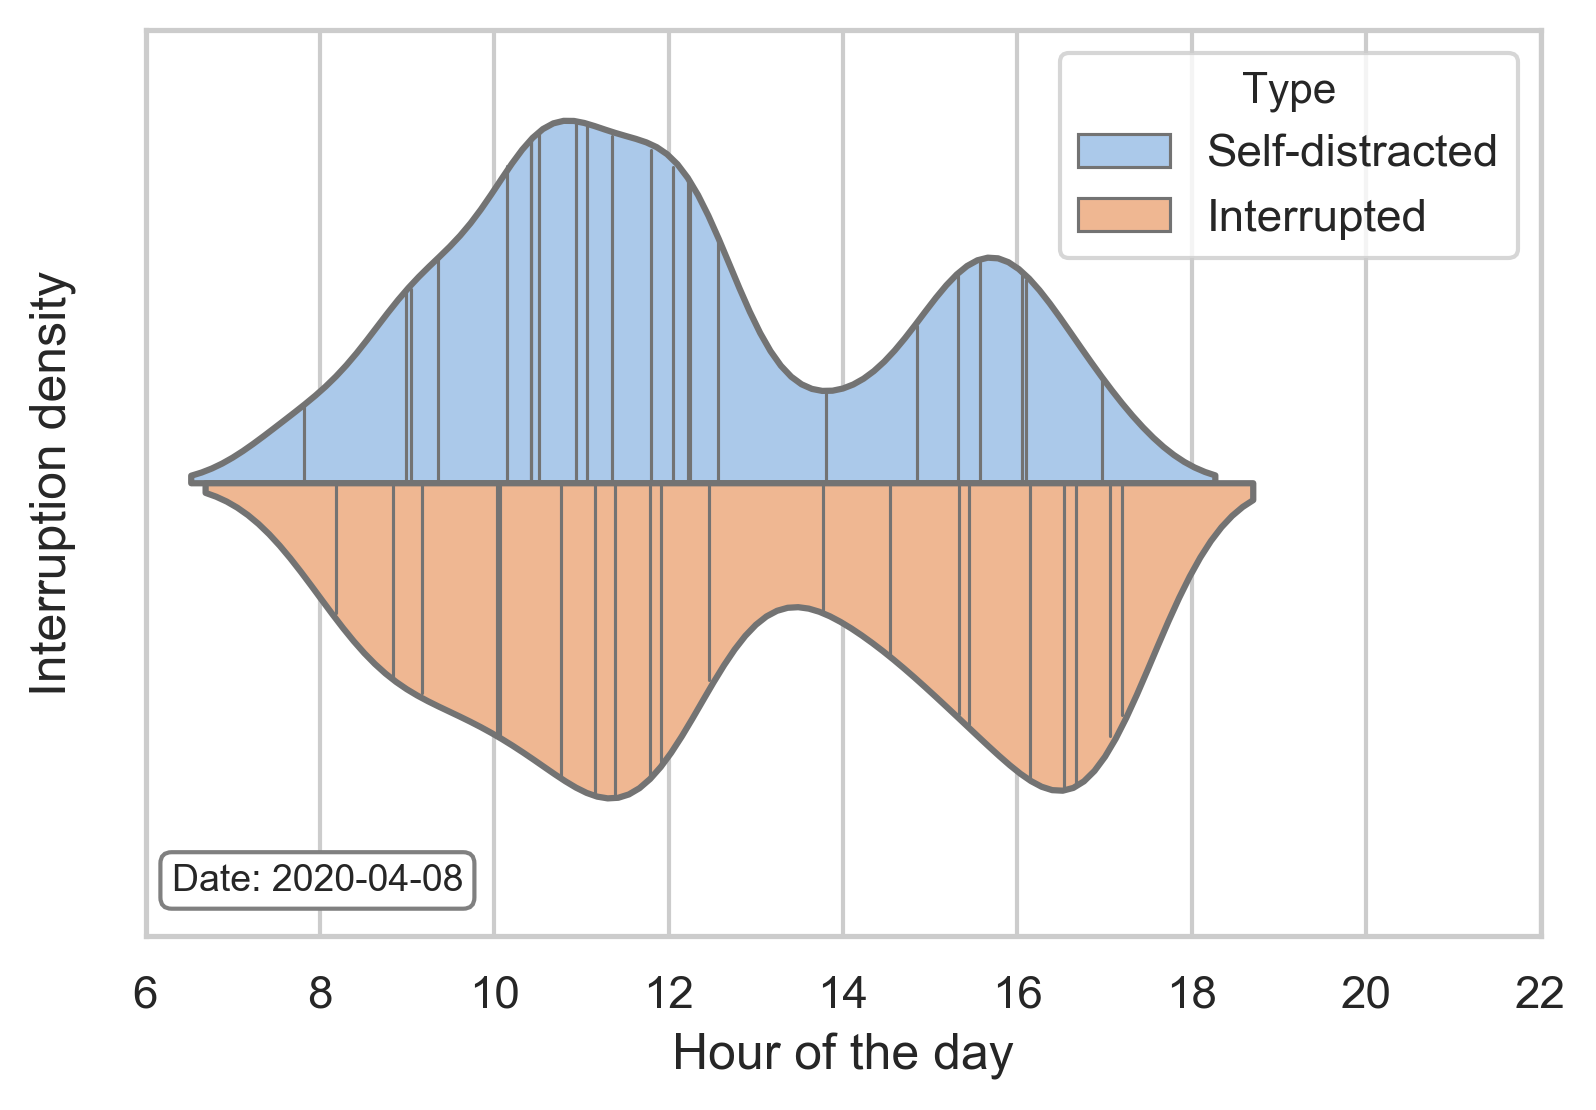 Type
Self-distracted
Interrupted
Interruption density
Date: 2020-04-08
6 8 10 12 14 16 18 20 22
Hour of the day